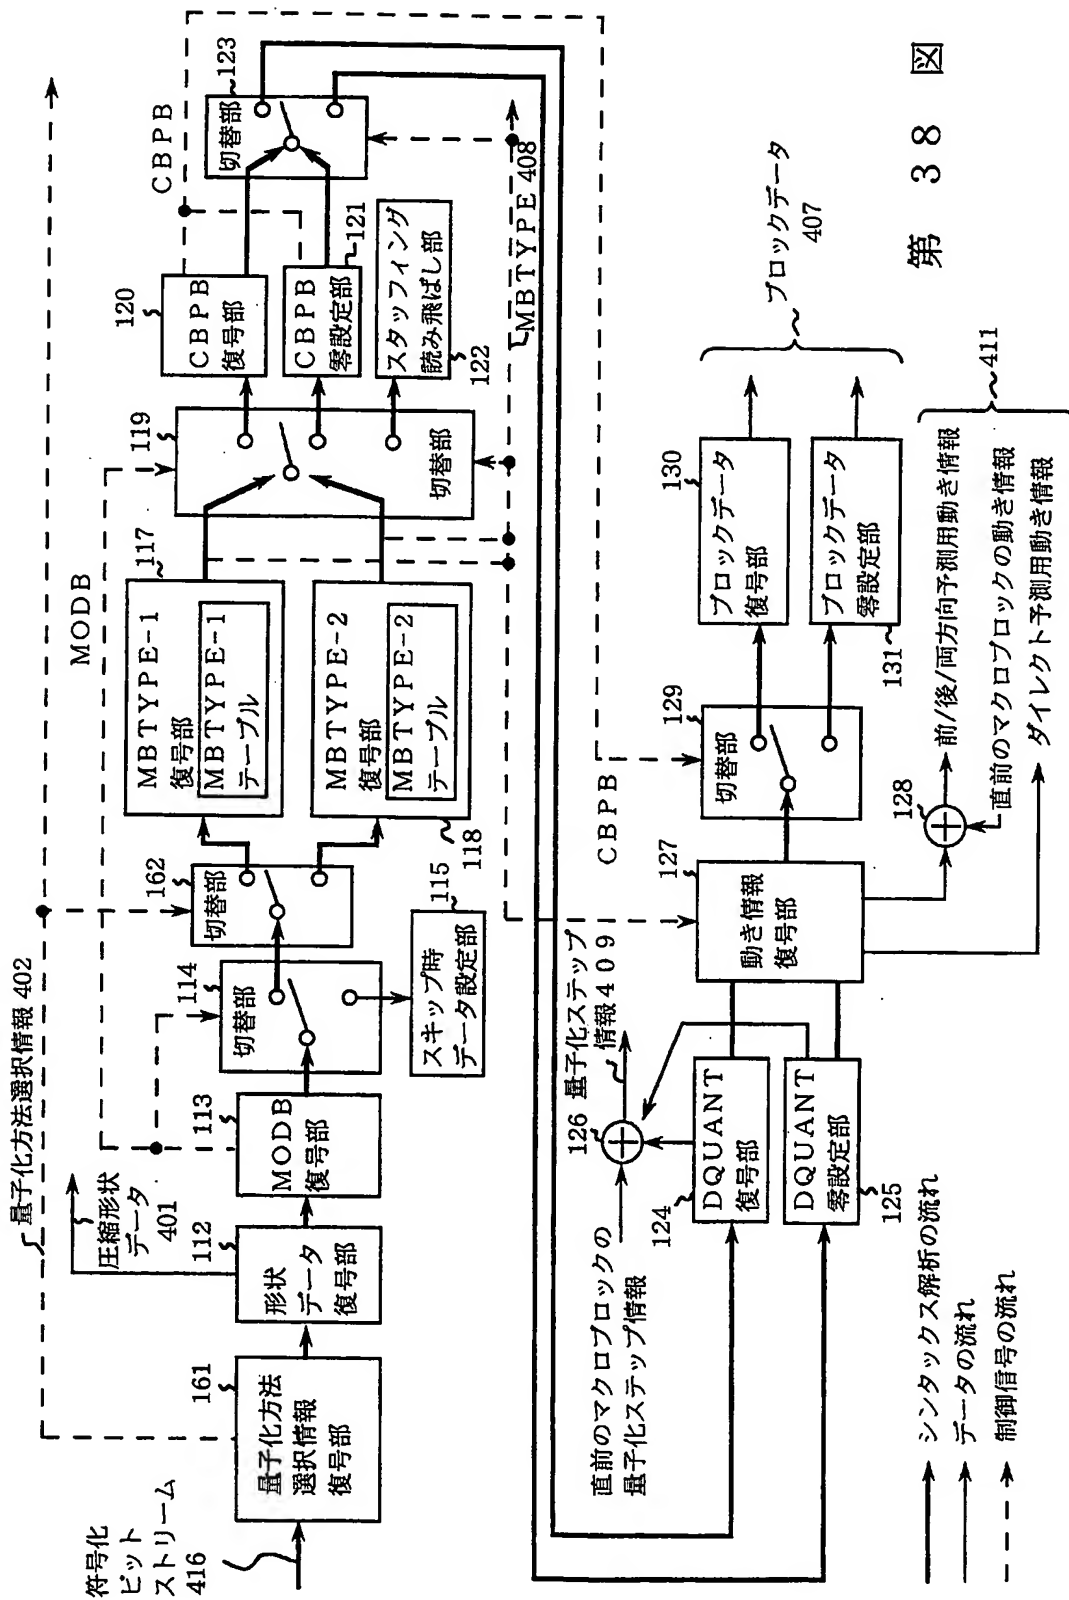 符号化
ビット
ストリーム
416
161
量子化方法
選択情報
復号部
量子化方法選択情報 402
圧縮形状
データ
401
112
形状
データ
復号部
113
MODB
復号部
MODB
114
切替部
115
スキップ時
データ設定部
162
切替部
117
MBTYPE-1
復号部
MBTYPE-1
テーブル
MBTYPE-2
復号部
MBTYPE-2
テーブル
118
119
切替部
120
CBPB
復号部
CBPB
零設定部
121
スタッフィング
読み飛ばし部
122
CBPB
切替部
123
MBTYPE 408
直前のマクロブロックの
量子化ステップ情報
126
量子化ステップ
情報409
124
DQUANT
復号部
DQUANT
零設定部
125
127
動き情報
復号部
CBPB
128
129
切替部
130
ブロックデータ
復号部
ブロックデータ
零設定部
131
ブロックデータ
407
前/後/両方向予測用動き情報
直前のマクロブロックの動き情報
ダイレクト予測用動き情報
411
シンタックス解析の流れ
データの流れ
制御信号の流れ
第 38 図